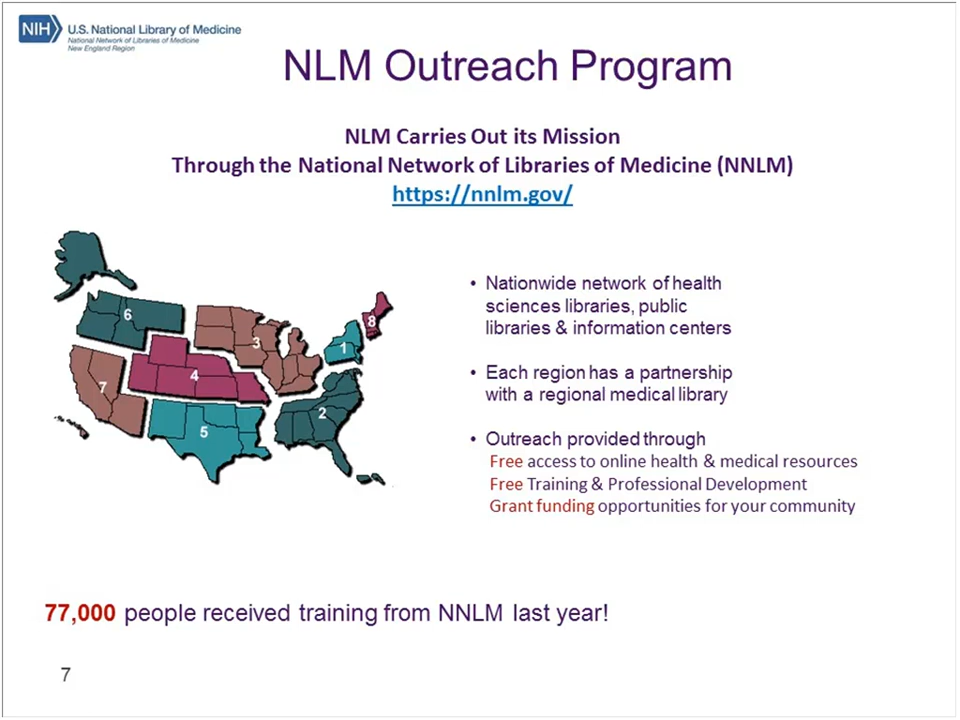 NIH
U.S. National Library of Medicine
National Network of Libraries of Medicine
New England Region
NLM Outreach Program
NLM Carries Out its Mission
Through the National Network of Libraries of Medicine (NNLM)
https://nnlm.gov/
6
3
8
1
7
4
2
5
• Nationwide network of health
sciences libraries, public
libraries & information centers
• Each region has a partnership
with a regional medical library
• Outreach provided through
Free access to online health & medical resources
Free Training & Professional Development
Grant funding opportunities for your community
77,000 people received training from NNLM last year!
7